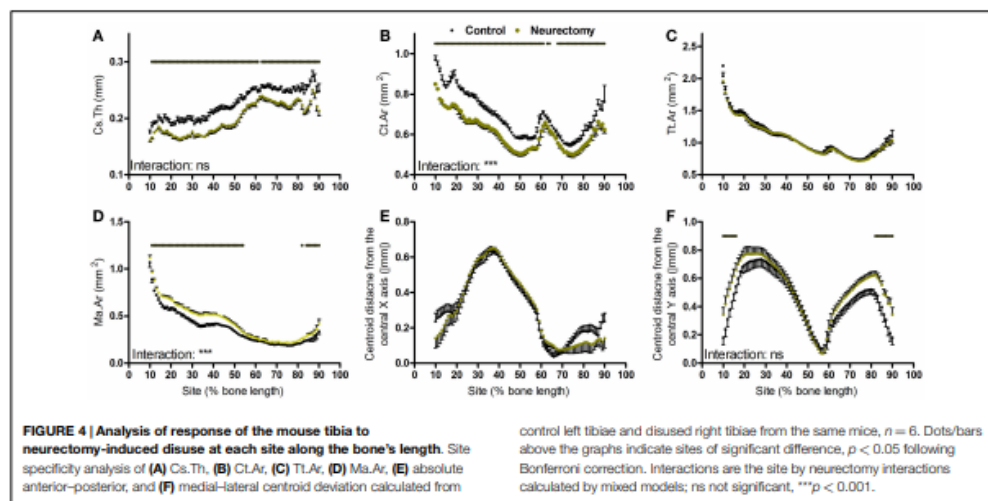 A
B
C
Control
Neurectomy
Cs.Th (mm)
0.3
0.2
0.1
Interaction: ns
10 20 30 40 50 60 70 80 90 100
Ct.Ar (mm²)
1.0
0.8
0.6
0.4
Interaction: ***
10 20 30 40 50 60 70 80 90 100
Tt.Ar (mm²)
2.5
2.0
1.5
1.0
0.5
0 10 20 30 40 50 60 70 80 90 100
D
E
F
Ma.Ar (mm²)
1.5
1.0
0.5
0.0
Interaction: ***
0 10 20 30 40 50 60 70 80 90 100
Site (% bone length)
Centroid distacne from the
central X axis (|mm|)
0.8
0.6
0.4
0.2
0.0
0 10 20 30 40 50 60 70 80 90 100
Site (% bone length)
Centroid distance from the
central Y axis (|mm|)
1.0
0.8
0.6
0.4
0.2
0.0
Interaction: ns
0 10 20 30 40 50 60 70 80 90 100
Site (% bone length)
FIGURE 4 | Analysis of response of the mouse tibia to
neurectomy-induced disuse at each site along the bone's length. Site
specificity analysis of (A) Cs.Th, (B) Ct.Ar, (C) Tt.Ar, (D) Ma.Ar, (E) absolute
anterior–posterior, and (F) medial–lateral centroid deviation calculated from
control left tibiae and disused right tibiae from the same mice, n = 6. Dots/bars
above the graphs indicate sites of significant difference, p < 0.05 following
Bonferroni correction. Interactions are the site by neurectomy interactions
calculated by mixed models; ns not significant, ***p < 0.001.